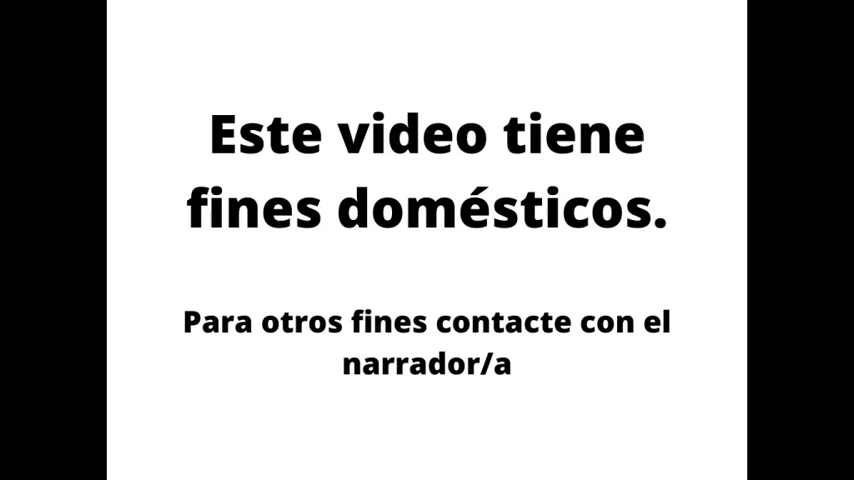 Este video tiene
fines domésticos.
Para otros fines contacte con el
narrador/a